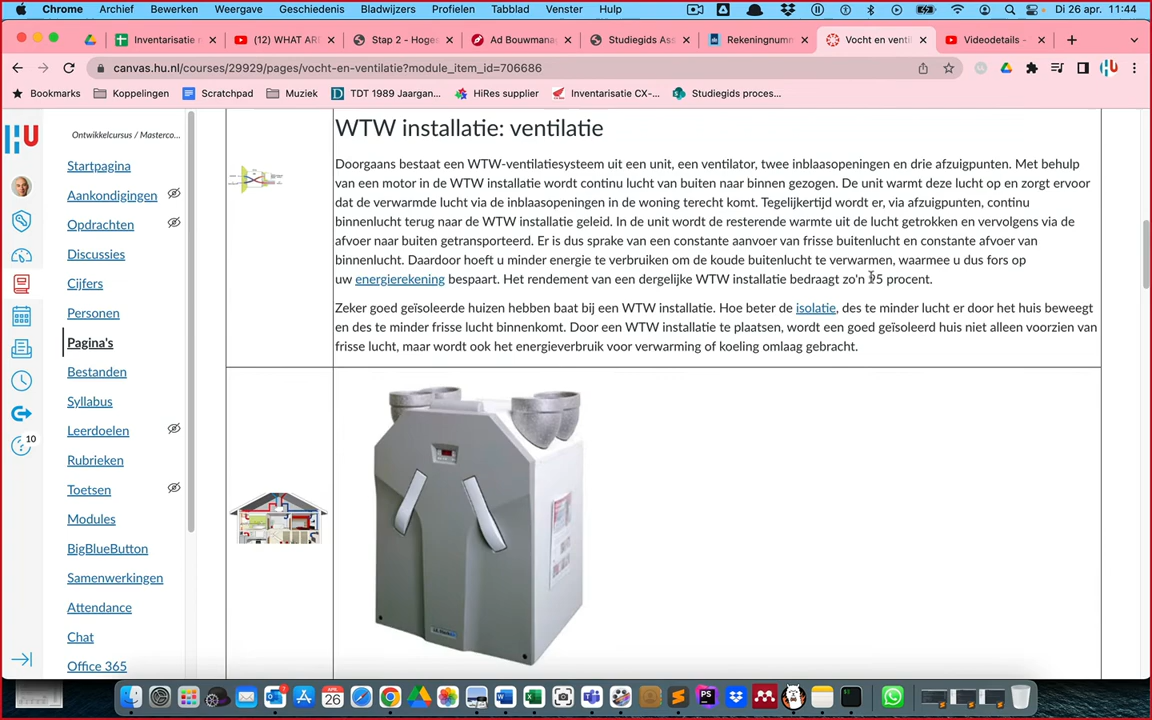 Chrome Archief Bewerken Weergave Geschiedenis Bladwijzers Profielen Tabblad Venster Hulp Di 26 apr. 11:44
Inventarisatie r (12) WHAT ARE Stap 2 - Hoges Ad Bouwmana Studiegids Ass Rekeningnumm Vocht en ventil Videodetails -
canvas.hu.nl/courses/29929/pages/vocht-en-ventilatie?module_item_id=706686
Bookmarks Koppelingen Scratchpad Muziek TDT 1989 Jaargan... HiRes supplier Inventarisatie CX-... Studiegids proces...
HU
Ontwikkelcursus / Masterco...
Startpagina
Aankondigingen
Opdrachten
Discussies
Cijfers
Personen
Pagina's
Bestanden
Syllabus
Leerdoelen
10
Rubrieken
Toetsen
Modules
BigBlueButton
Samenwerkingen
Attendance
Chat
Office 365
WTW installatie: ventilatie
Doorgaans bestaat een WTW-ventilatiesysteem uit een unit, een ventilator, twee inblaasopeningen en drie afzuigpunten. Met behulp
van een motor in de WTW installatie wordt continu lucht van buiten naar binnen gezogen. De unit warmt deze lucht op en zorgt ervoor
dat de verwarmde lucht via de inblaasopeningen in de woning terecht komt. Tegelijkertijd wordt er, via afzuigpunten, continu
binnenlucht terug naar de WTW installatie geleid. In de unit wordt de resterende warmte uit de lucht getrokken en vervolgens via de
afvoer naar buiten getransporteerd. Er is dus sprake van een constante aanvoer van frisse buitenlucht en constante afvoer van
binnenlucht. Daardoor hoeft u minder energie te verbruiken om de koude buitenlucht te verwarmen, waarmee u dus fors op
uw energierekening bespaart. Het rendement van een dergelijke WTW installatie bedraagt zo'n 95 procent.
Zeker goed geïsoleerde huizen hebben baat bij een WTW installatie. Hoe beter de isolatie, des te minder lucht er door het huis beweegt
en des te minder frisse lucht binnenkomt. Door een WTW installatie te plaatsen, wordt een goed geïsoleerd huis niet alleen voorzien van
frisse lucht, maar wordt ook het energieverbruik voor verwarming of koeling omlaag gebracht.